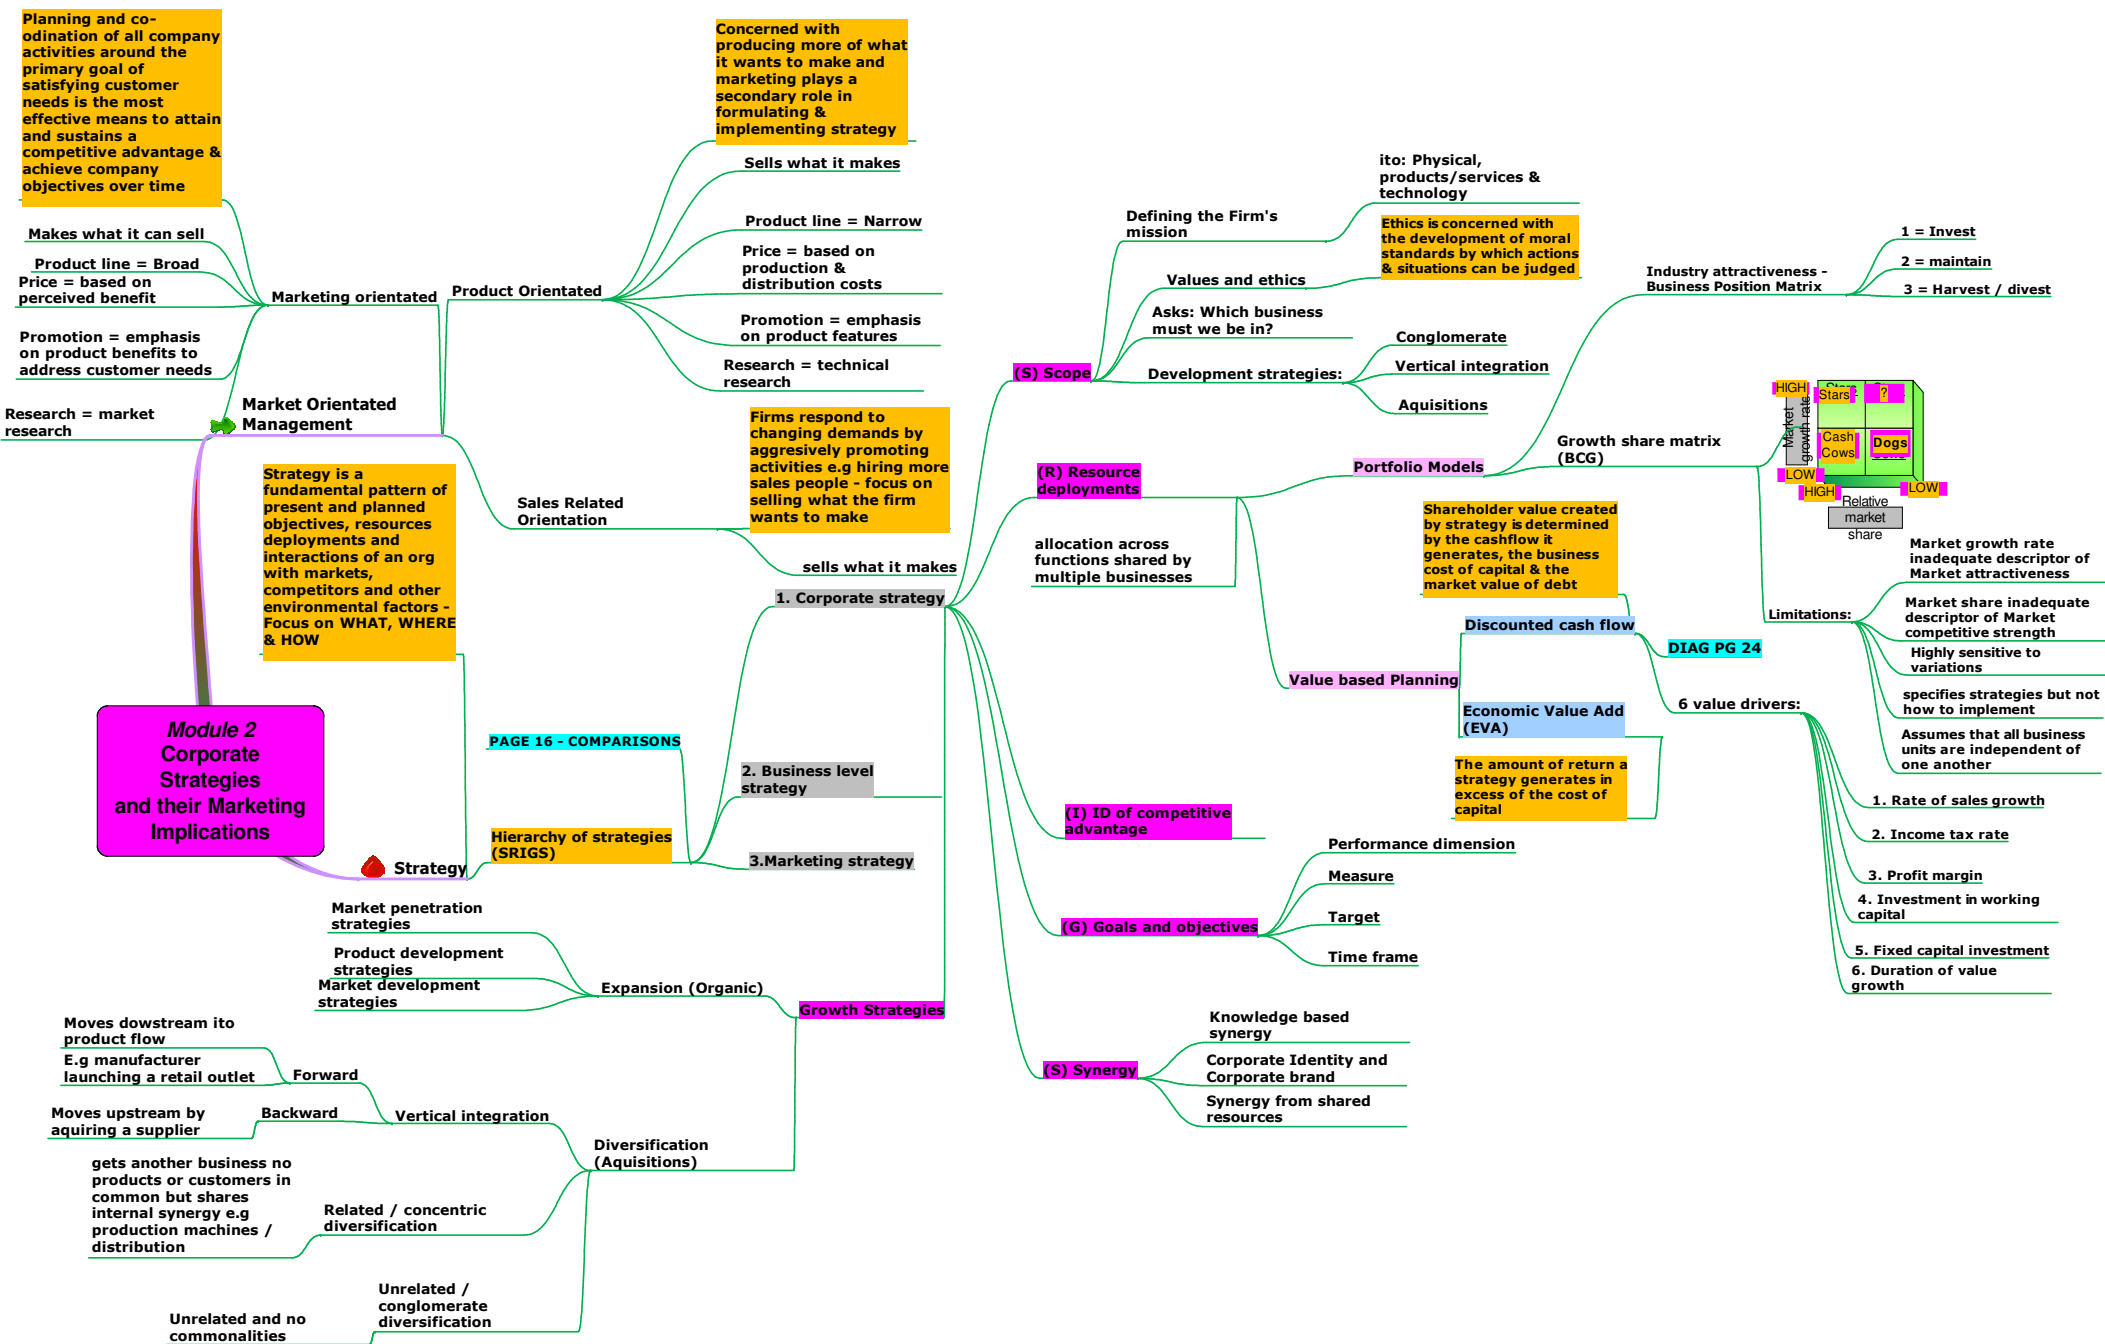 Planning and co-
odination of all company
activities around the
primary goal of
satisfying customer
needs is the most
effective means to attain
and sustains a
competitive advantage &
achieve company
objectives over time
Makes what it can sell
Product line = Broad
Price = based on
perceived benefit
Promotion = emphasis
on product benefits to
address customer needs
Research = market
research
Marketing orientated
Market Orientated
Management
Product Orientated
Concerned with
producing more of what
it wants to make and
marketing plays a
secondary role in
formulating &
implementing strategy
Sells what it makes
Product line = Narrow
Price = based on
production &
distribution costs
Promotion = emphasis
on product features
Research = technical
research
Sales Related
Orientation
Firms respond to
changing demands by
aggresively promoting
activities e.g hiring more
sales people - focus on
selling what the firm
wants to make
sells what it makes
Strategy is a
fundamental pattern of
present and planned
objectives, resources
deployments and
interactions of an org
with markets,
competitors and other
environmental factors -
Focus on WHAT, WHERE
& HOW
Module 2
Corporate
Strategies
and their Marketing
Implications
Strategy
Hierarchy of strategies
(SRIGS)
PAGE 16 - COMPARISONS
1. Corporate strategy
2. Business level
strategy
3.Marketing strategy
Growth Strategies
Expansion (Organic)
Market penetration
strategies
Product development
strategies
Market development
strategies
Diversification
(Aquisitions)
Vertical integration
Forward
Moves dowstream ito
product flow
E.g manufacturer
launching a retail outlet
Backward
Moves upstream by
aquiring a supplier
Related / concentric
diversification
gets another business no
products or customers in
common but shares
internal synergy e.g
production machines /
distribution
Unrelated /
conglomerate
diversification
Unrelated and no
commonalities
(S) Scope
Defining the Firm's
mission
ito: Physical,
products/services &
technology
Values and ethics
Ethics is concerned with
the development of moral
standards by which actions
& situations can be judged
Asks: Which business
must we be in?
Development strategies:
Conglomerate
Vertical integration
Aquisitions
(R) Resource
deployments
allocation across
functions shared by
multiple businesses
Portfolio Models
Industry attractiveness -
Business Position Matrix
1 = Invest
2 = maintain
3 = Harvest / divest
Growth share matrix
(BCG)
HIGH
Stars
?
Market
growth rate
Cash
Cows
Dogs
LOW
HIGH
LOW
Relative
market
share
Limitations:
Market growth rate
inadequate descriptor of
Market attractiveness
Market share inadequate
descriptor of Market
competitive strength
Highly sensitive to
variations
specifies strategies but not
how to implement
Assumes that all business
units are independent of
one another
Value based Planning
Discounted cash flow
Shareholder value created
by strategy is determined
by the cashflow it
generates, the business
cost of capital & the
market value of debt
DIAG PG 24
6 value drivers:
1. Rate of sales growth
2. Income tax rate
3. Profit margin
4. Investment in working
capital
5. Fixed capital investment
6. Duration of value
growth
Economic Value Add
(EVA)
The amount of return a
strategy generates in
excess of the cost of
capital
(I) ID of competitive
advantage
(G) Goals and objectives
Performance dimension
Measure
Target
Time frame
(S) Synergy
Knowledge based
synergy
Corporate Identity and
Corporate brand
Synergy from shared
resources